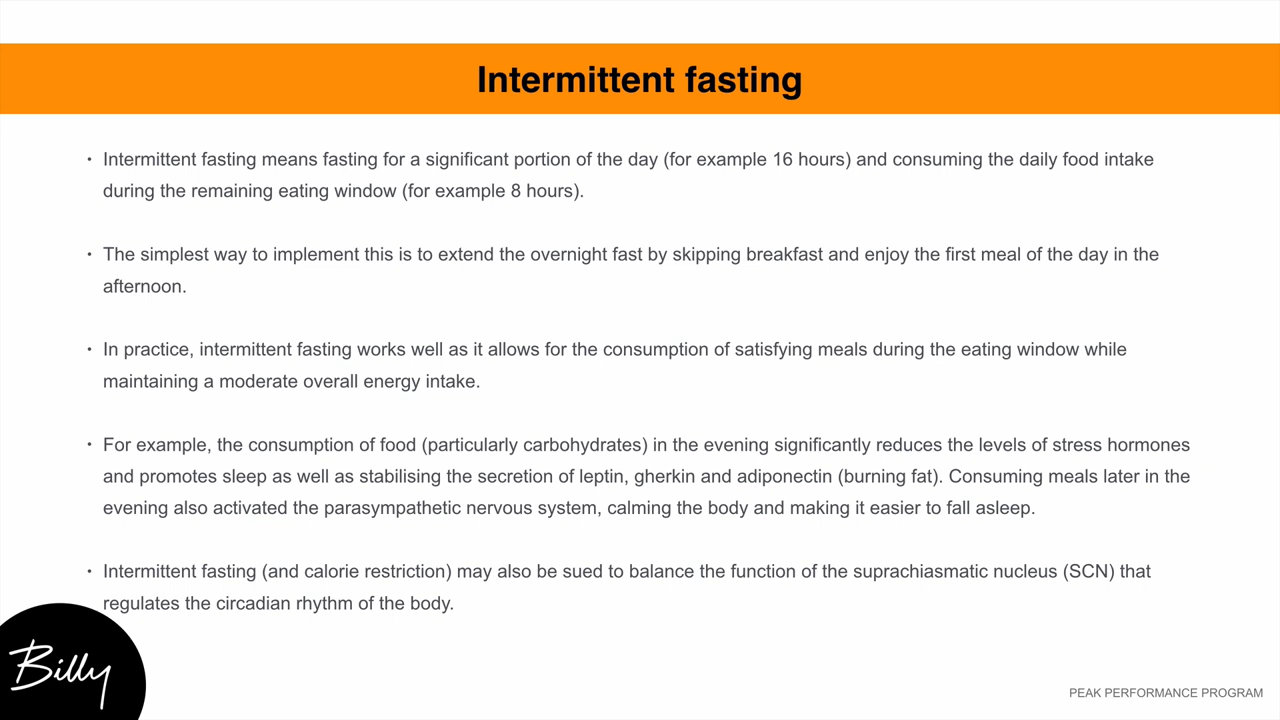 Intermittent fasting
• Intermittent fasting means fasting for a significant portion of the day (for example 16 hours) and consuming the daily food intake
during the remaining eating window (for example 8 hours).
• The simplest way to implement this is to extend the overnight fast by skipping breakfast and enjoy the first meal of the day in the
afternoon.
• In practice, intermittent fasting works well as it allows for the consumption of satisfying meals during the eating window while
maintaining a moderate overall energy intake.
• For example, the consumption of food (particularly carbohydrates) in the evening significantly reduces the levels of stress hormones
and promotes sleep as well as stabilising the secretion of leptin, gherkin and adiponectin (burning fat). Consuming meals later in the
evening also activated the parasympathetic nervous system, calming the body and making it easier to fall asleep.
• Intermittent fasting (and calorie restriction) may also be sued to balance the function of the suprachiasmatic nucleus (SCN) that
regulates the circadian rhythm of the body.
Billy
PEAK PERFORMANCE PROGRAM